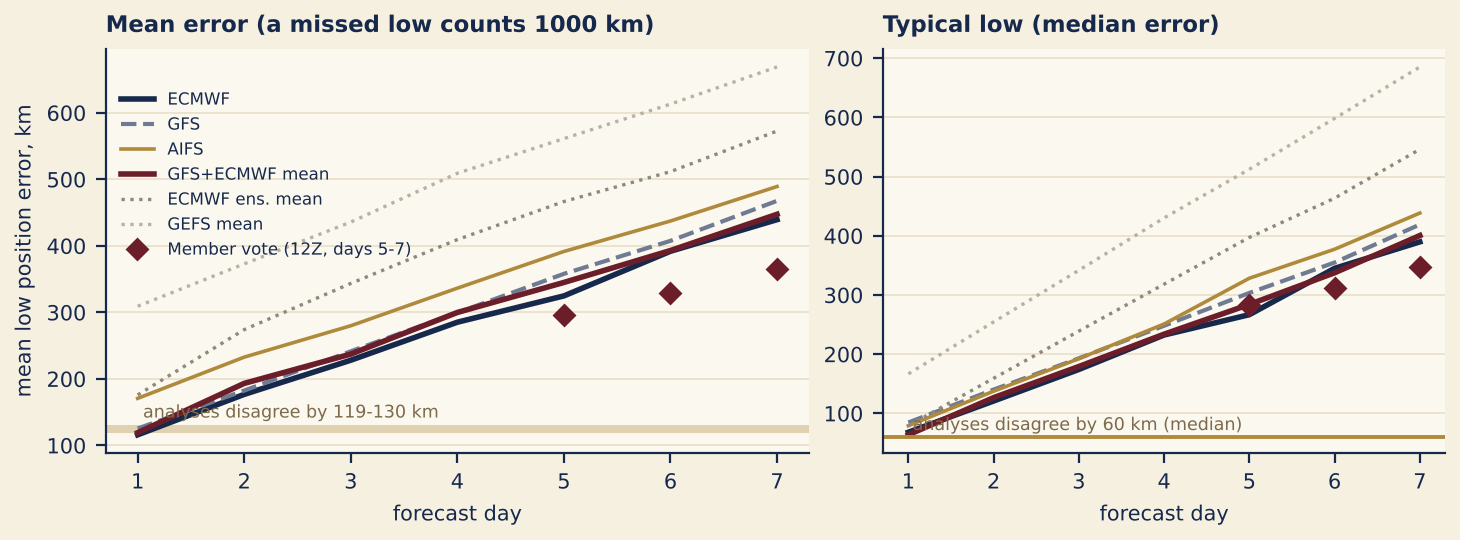 Mean error (a missed low counts 1000 km)
mean low position error, km
600
500
400
300
200
100
ECMWF
GFS
AIFS
GFS+ECMWF mean
ECMWF ens. mean
GEFS mean
Member vote (12Z, days 5-7)
analyses disagree by 119-130 km
1 2 3 4 5 6 7
forecast day
Typical low (median error)
700
600
500
400
300
200
100
analyses disagree by 60 km (median)
1 2 3 4 5 6 7
forecast day